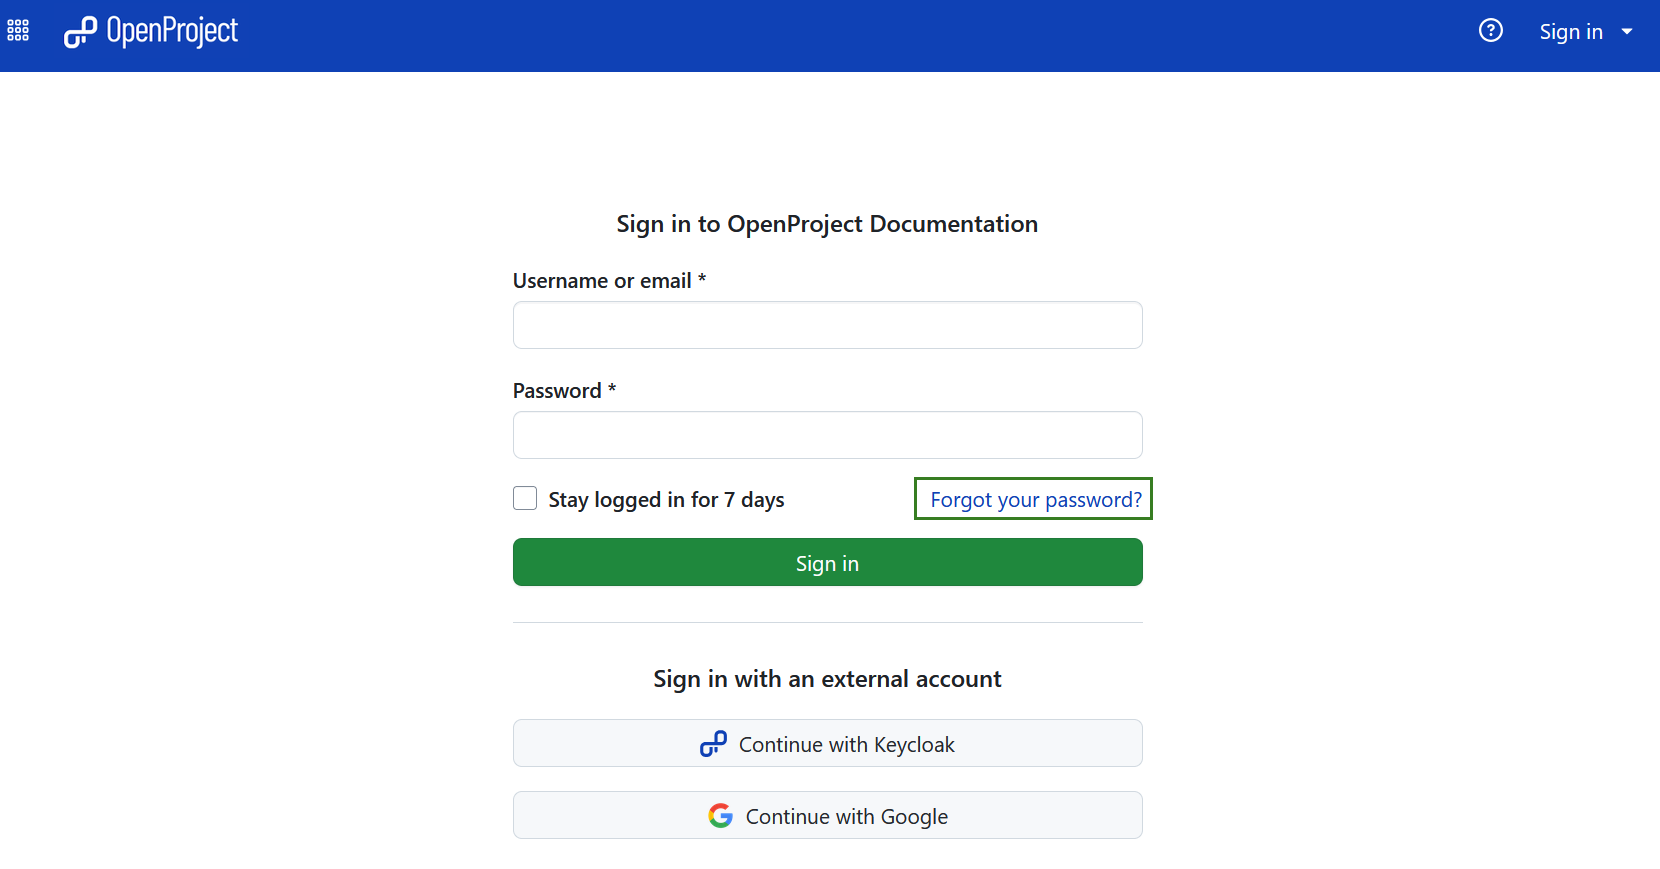 OpenProject
Sign in
Sign in to OpenProject Documentation
Username or email *
Password *
Stay logged in for 7 days
Forgot your password?
Sign in
Sign in with an external account
Continue with Keycloak
Continue with Google